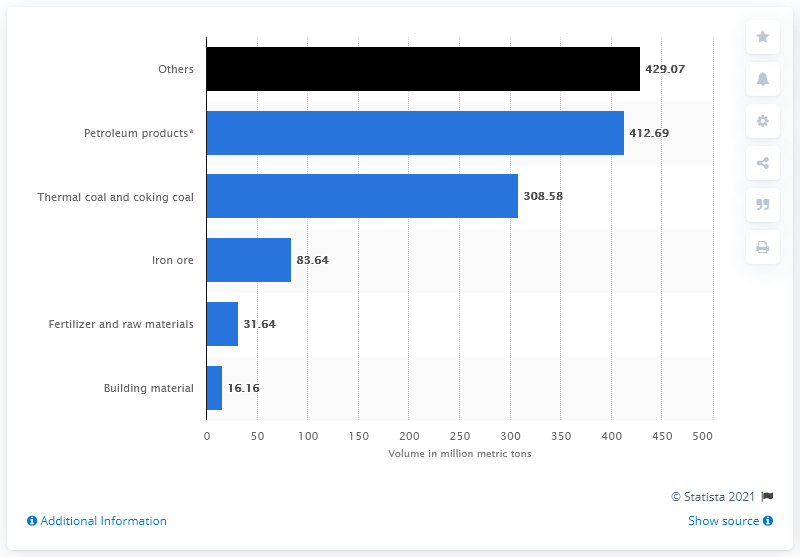 Others 429.07
Petroleum products* 412.69
Thermal coal and coking coal 308.58
Iron ore 83.64
Fertilizer and raw materials 31.64
Building material 16.16
0 50 100 150 200 250 300 350 400 450 500
Volume in million metric tons
© Statista 2021
Additional Information
Show source